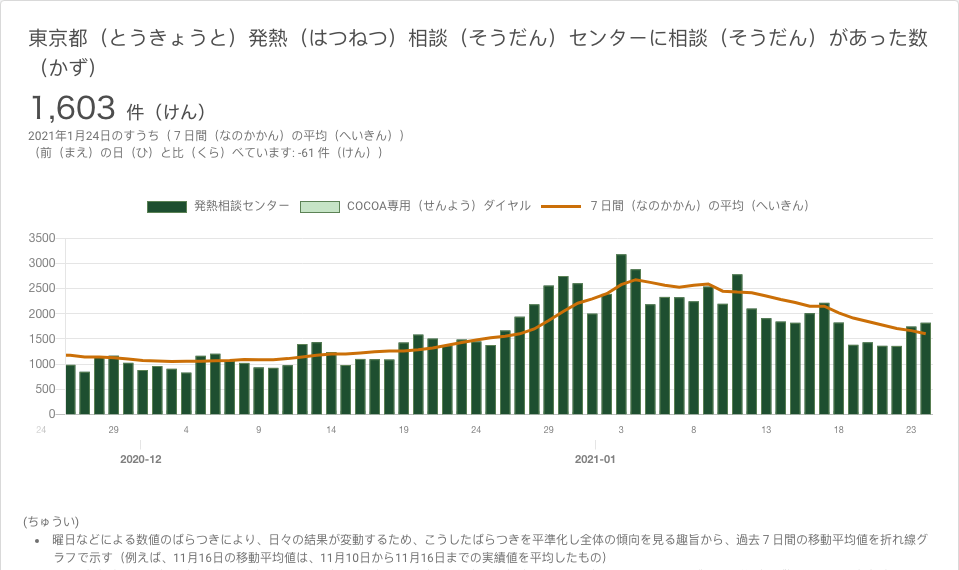 東京都（とうきょうと）発熱（はつねつ）相談（そうだん）センターに相談（そうだん）があった数
（かず）
1,603 件（けん）
2021年1月24日のすうち（７日間（なのかかん）の平均（へいきん））
（前（まえ）の日（ひ）と比（くら）べています: -61 件（けん））
発熱相談センター COCOA専用（せんよう）ダイヤル ７日間（なのかかん）の平均（へいきん）
3500
3000
2500
2000
1500
1000
500
0
24 29 4 9 14 19 24 29 3 8 13 18 23
2020-12 2021-01
(ちゅうい)
• 曜日などによる数値のばらつきにより、日々の結果が変動するため、こうしたばらつきを平準化し全体の傾向を見る趣旨から、過去７日間の移動平均値を折れ線グ
ラフで示す（例えば、11月16日の移動平均値は、11月10日から11月16日までの実績値を平均したもの）